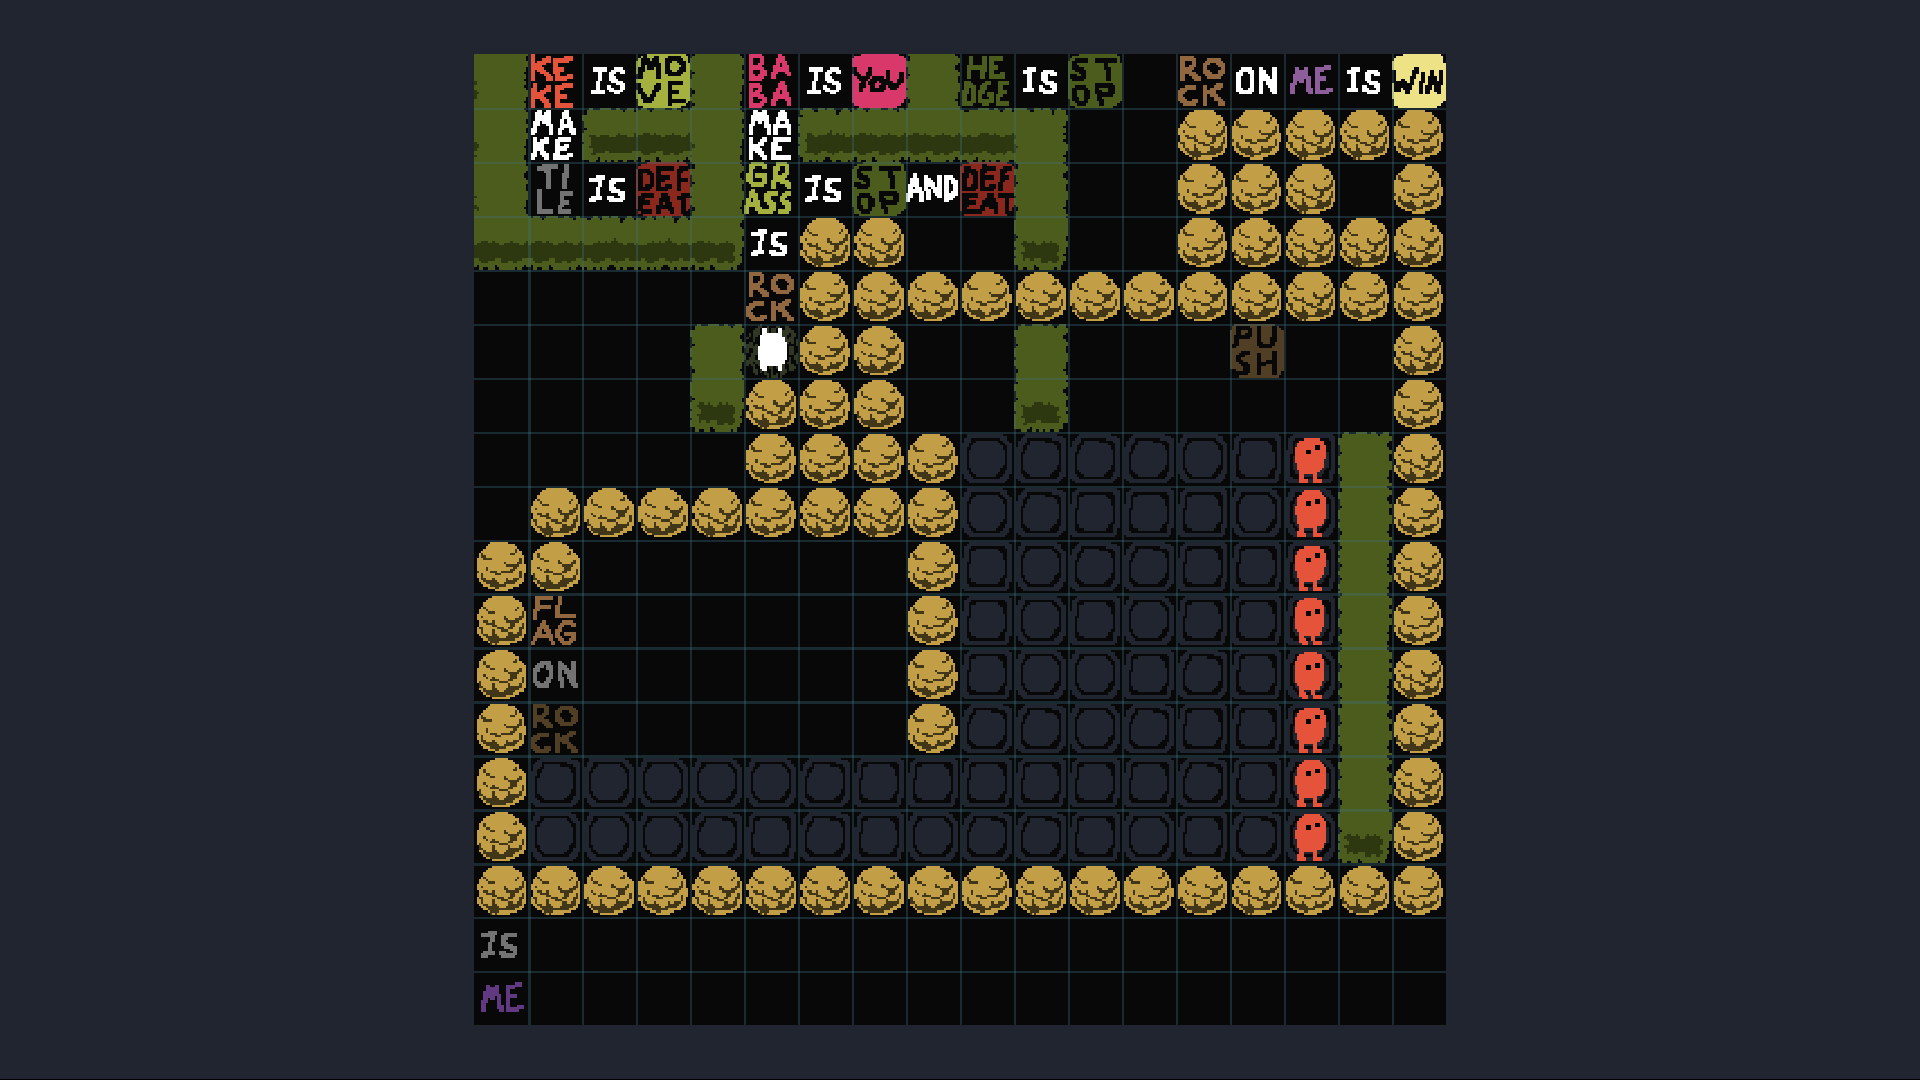 KEKE IS MOVE BABA IS YOU HEDGE IS STOP ROCK ON ME IS WIN
MAKE MAKE
TILE IS DEFEAT GRASS IS STOP AND DEFEAT
IS
ROCK
PUSH
FLAG
ON
ROCK
IS
ME